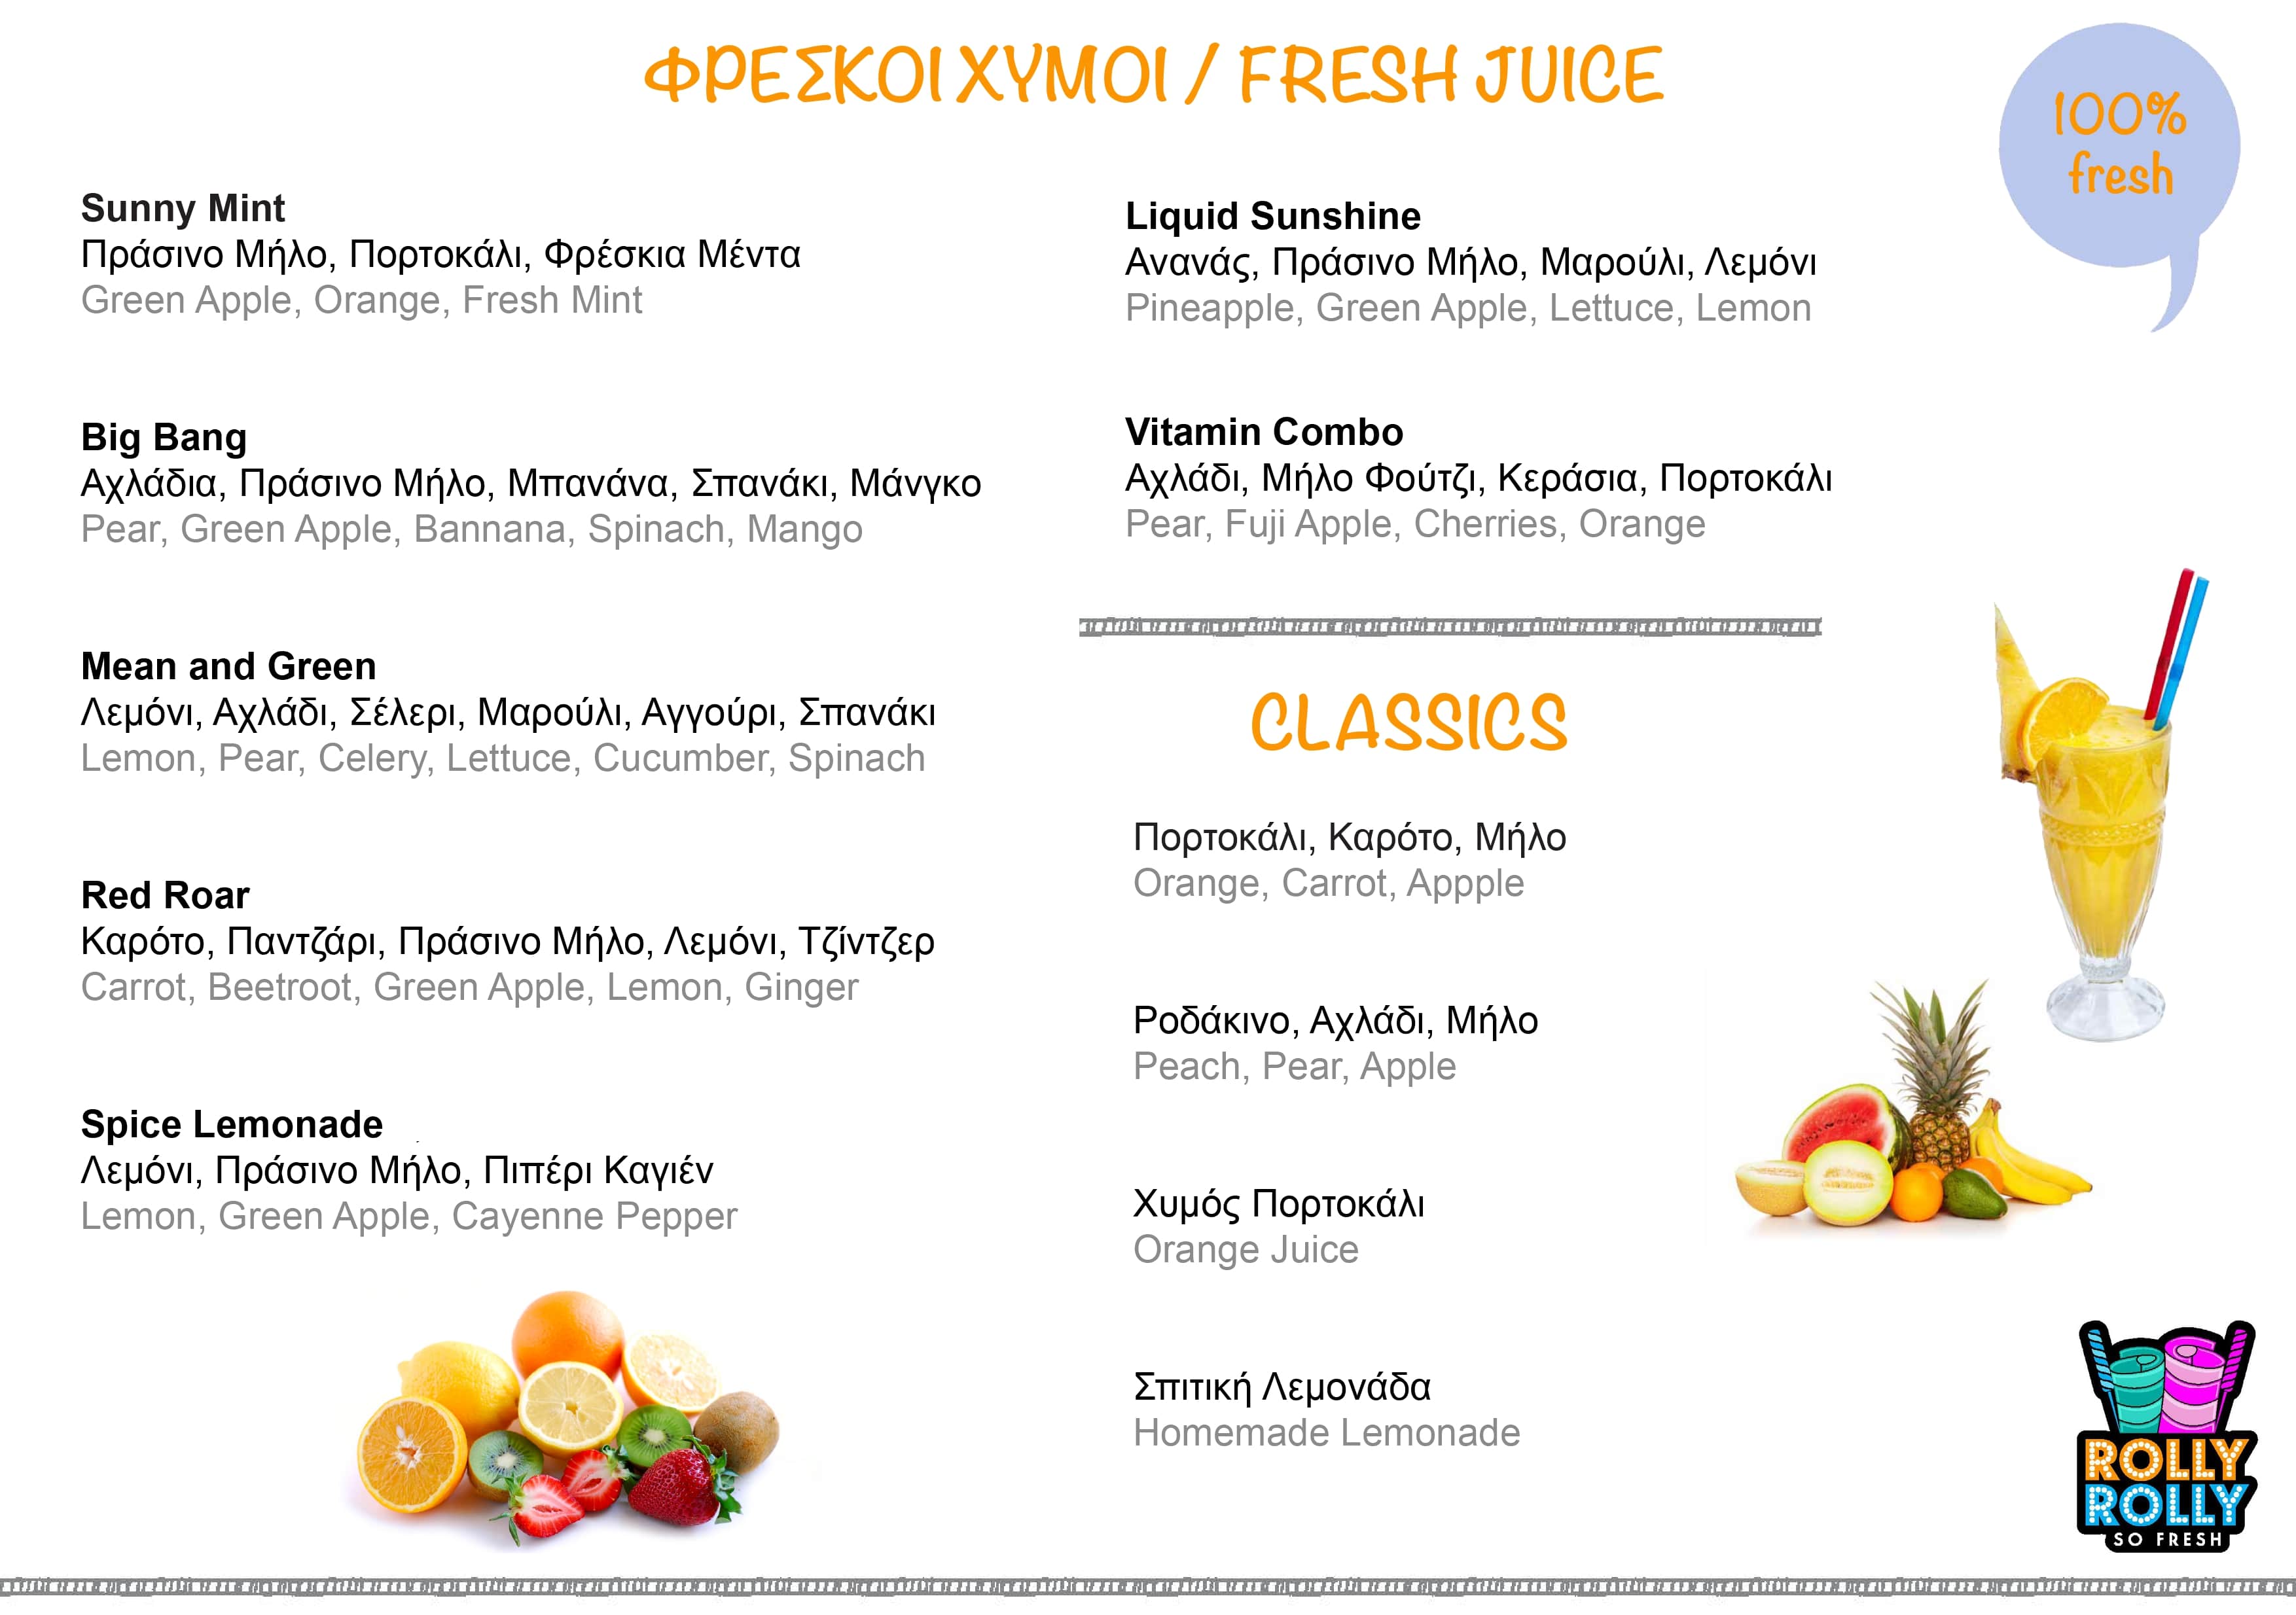 ΦΡΕΣΚΟΙ ΧΥΜΟΙ / FRESH JUICE
100%
fresh
Sunny Mint
Πράσινο Μήλο, Πορτοκάλι, Φρέσκια Μέντα
Green Apple, Orange, Fresh Mint
Big Bang
Αχλάδια, Πράσινο Μήλο, Μπανάνα, Σπανάκι, Μάνγκο
Pear, Green Apple, Bannana, Spinach, Mango
Mean and Green
Λεμόνι, Αχλάδι, Σέλερι, Μαρούλι, Αγγούρι, Σπανάκι
Lemon, Pear, Celery, Lettuce, Cucumber, Spinach
Red Roar
Καρότο, Παντζάρι, Πράσινο Μήλο, Λεμόνι, Τζίντζερ
Carrot, Beetroot, Green Apple, Lemon, Ginger
Spice Lemonade
Λεμόνι, Πράσινο Μήλο, Πιπέρι Καγιέν
Lemon, Green Apple, Cayenne Pepper
Liquid Sunshine
Ανανάς, Πράσινο Μήλο, Μαρούλι, Λεμόνι
Pineapple, Green Apple, Lettuce, Lemon
Vitamin Combo
Αχλάδι, Μήλο Φούτζι, Κεράσια, Πορτοκάλι
Pear, Fuji Apple, Cherries, Orange
CLASSICS
Πορτοκάλι, Καρότο, Μήλο
Orange, Carrot, Appple
Ροδάκινο, Αχλάδι, Μήλο
Peach, Pear, Apple
Χυμός Πορτοκάλι
Orange Juice
Σπιτική Λεμονάδα
Homemade Lemonade
ROLLY
ROLLY
SO FRESH